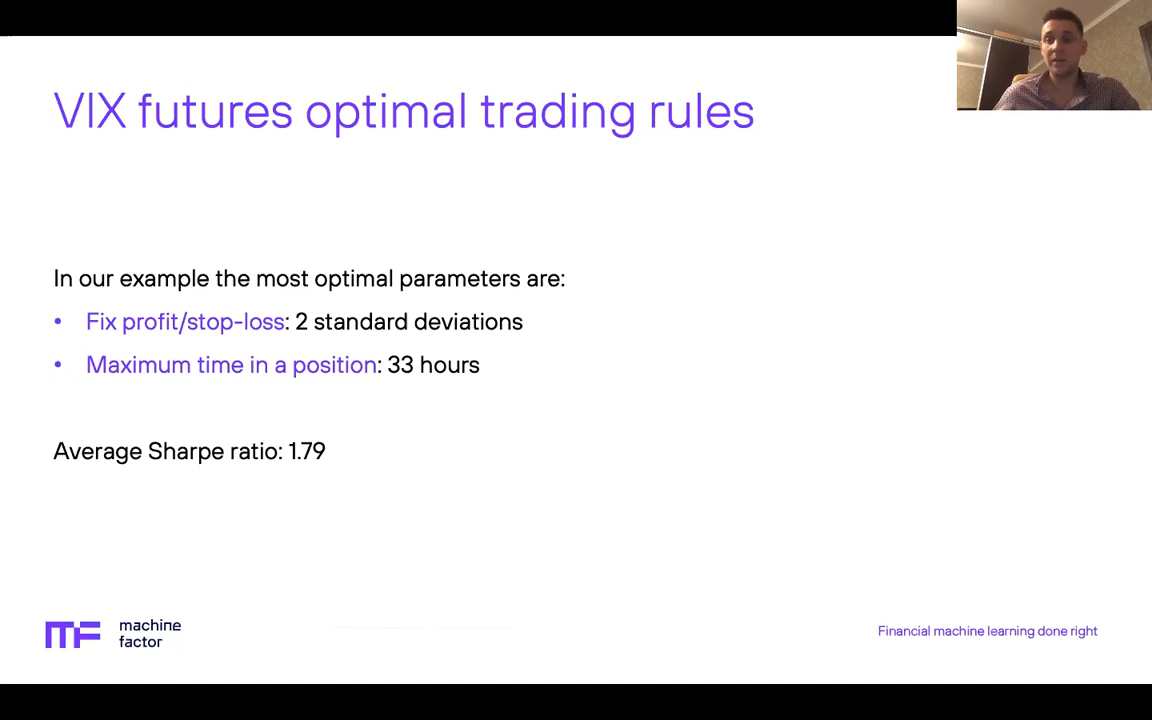 VIX futures optimal trading rules
In our example the most optimal parameters are:
• Fix profit/stop-loss: 2 standard deviations
• Maximum time in a position: 33 hours
Average Sharpe ratio: 1.79
MF machine
factor
Financial machine learning done right